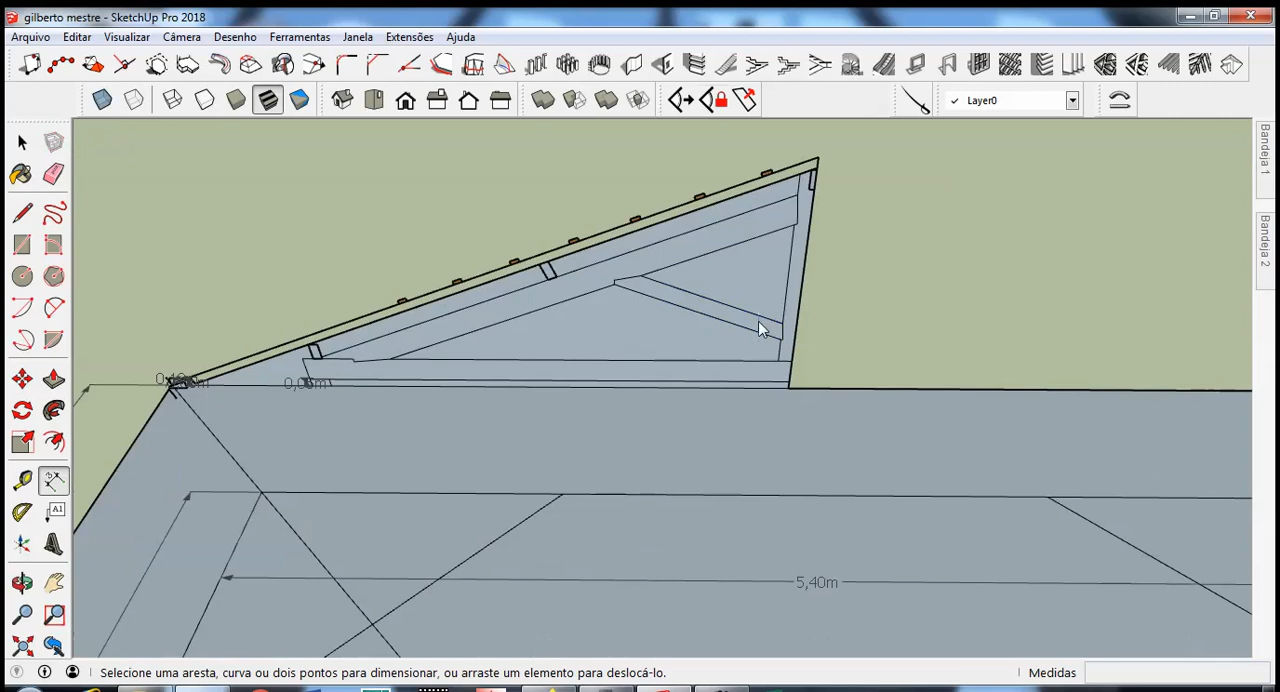 gilberto mestre - SketchUp Pro 2018
Arquivo Editar Visualizar Câmera Desenho Ferramentas Janela Extensões Ajuda
Layer0
Bandeja 1
Bandeja 2
A1
5,40m
Selecione uma aresta, curva ou dois pontos para dimensionar, ou arraste um elemento para deslocá-lo.
Medidas